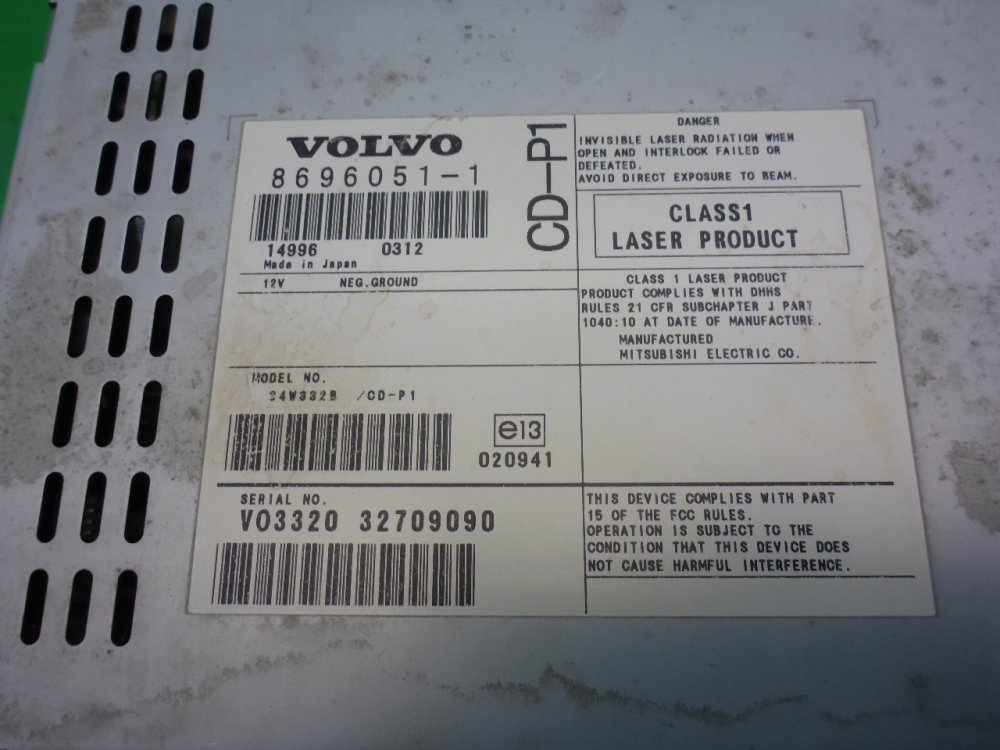 VOLVO
8696051-1
14996 0312
Made in Japan
CD-P1
DANGER
INVISIBLE LASER RADIATION WHEN
OPEN AND INTERLOCK FAILED OR
DEFEATED.
AVOID DIRECT EXPOSURE TO BEAM.
CLASS1
LASER PRODUCT
12V NEG.GROUND
CLASS 1 LASER PRODUCT
PRODUCT COMPLIES WITH DHHS
RULES 21 CFR SUBCHAPTER J PART
1040:10 AT DATE OF MANUFACTURE.
MANUFACTURED
MITSUBISHI ELECTRIC CO.
MODEL NO.
/CD-P1
e13
020941
SERIAL NO.
VO3320 32709090
THIS DEVICE COMPLIES WITH PART
15 OF THE FCC RULES.
OPERATION IS SUBJECT TO THE
CONDITION THAT THIS DEVICE DOES
NOT CAUSE HARMFUL INTERFERENCE.